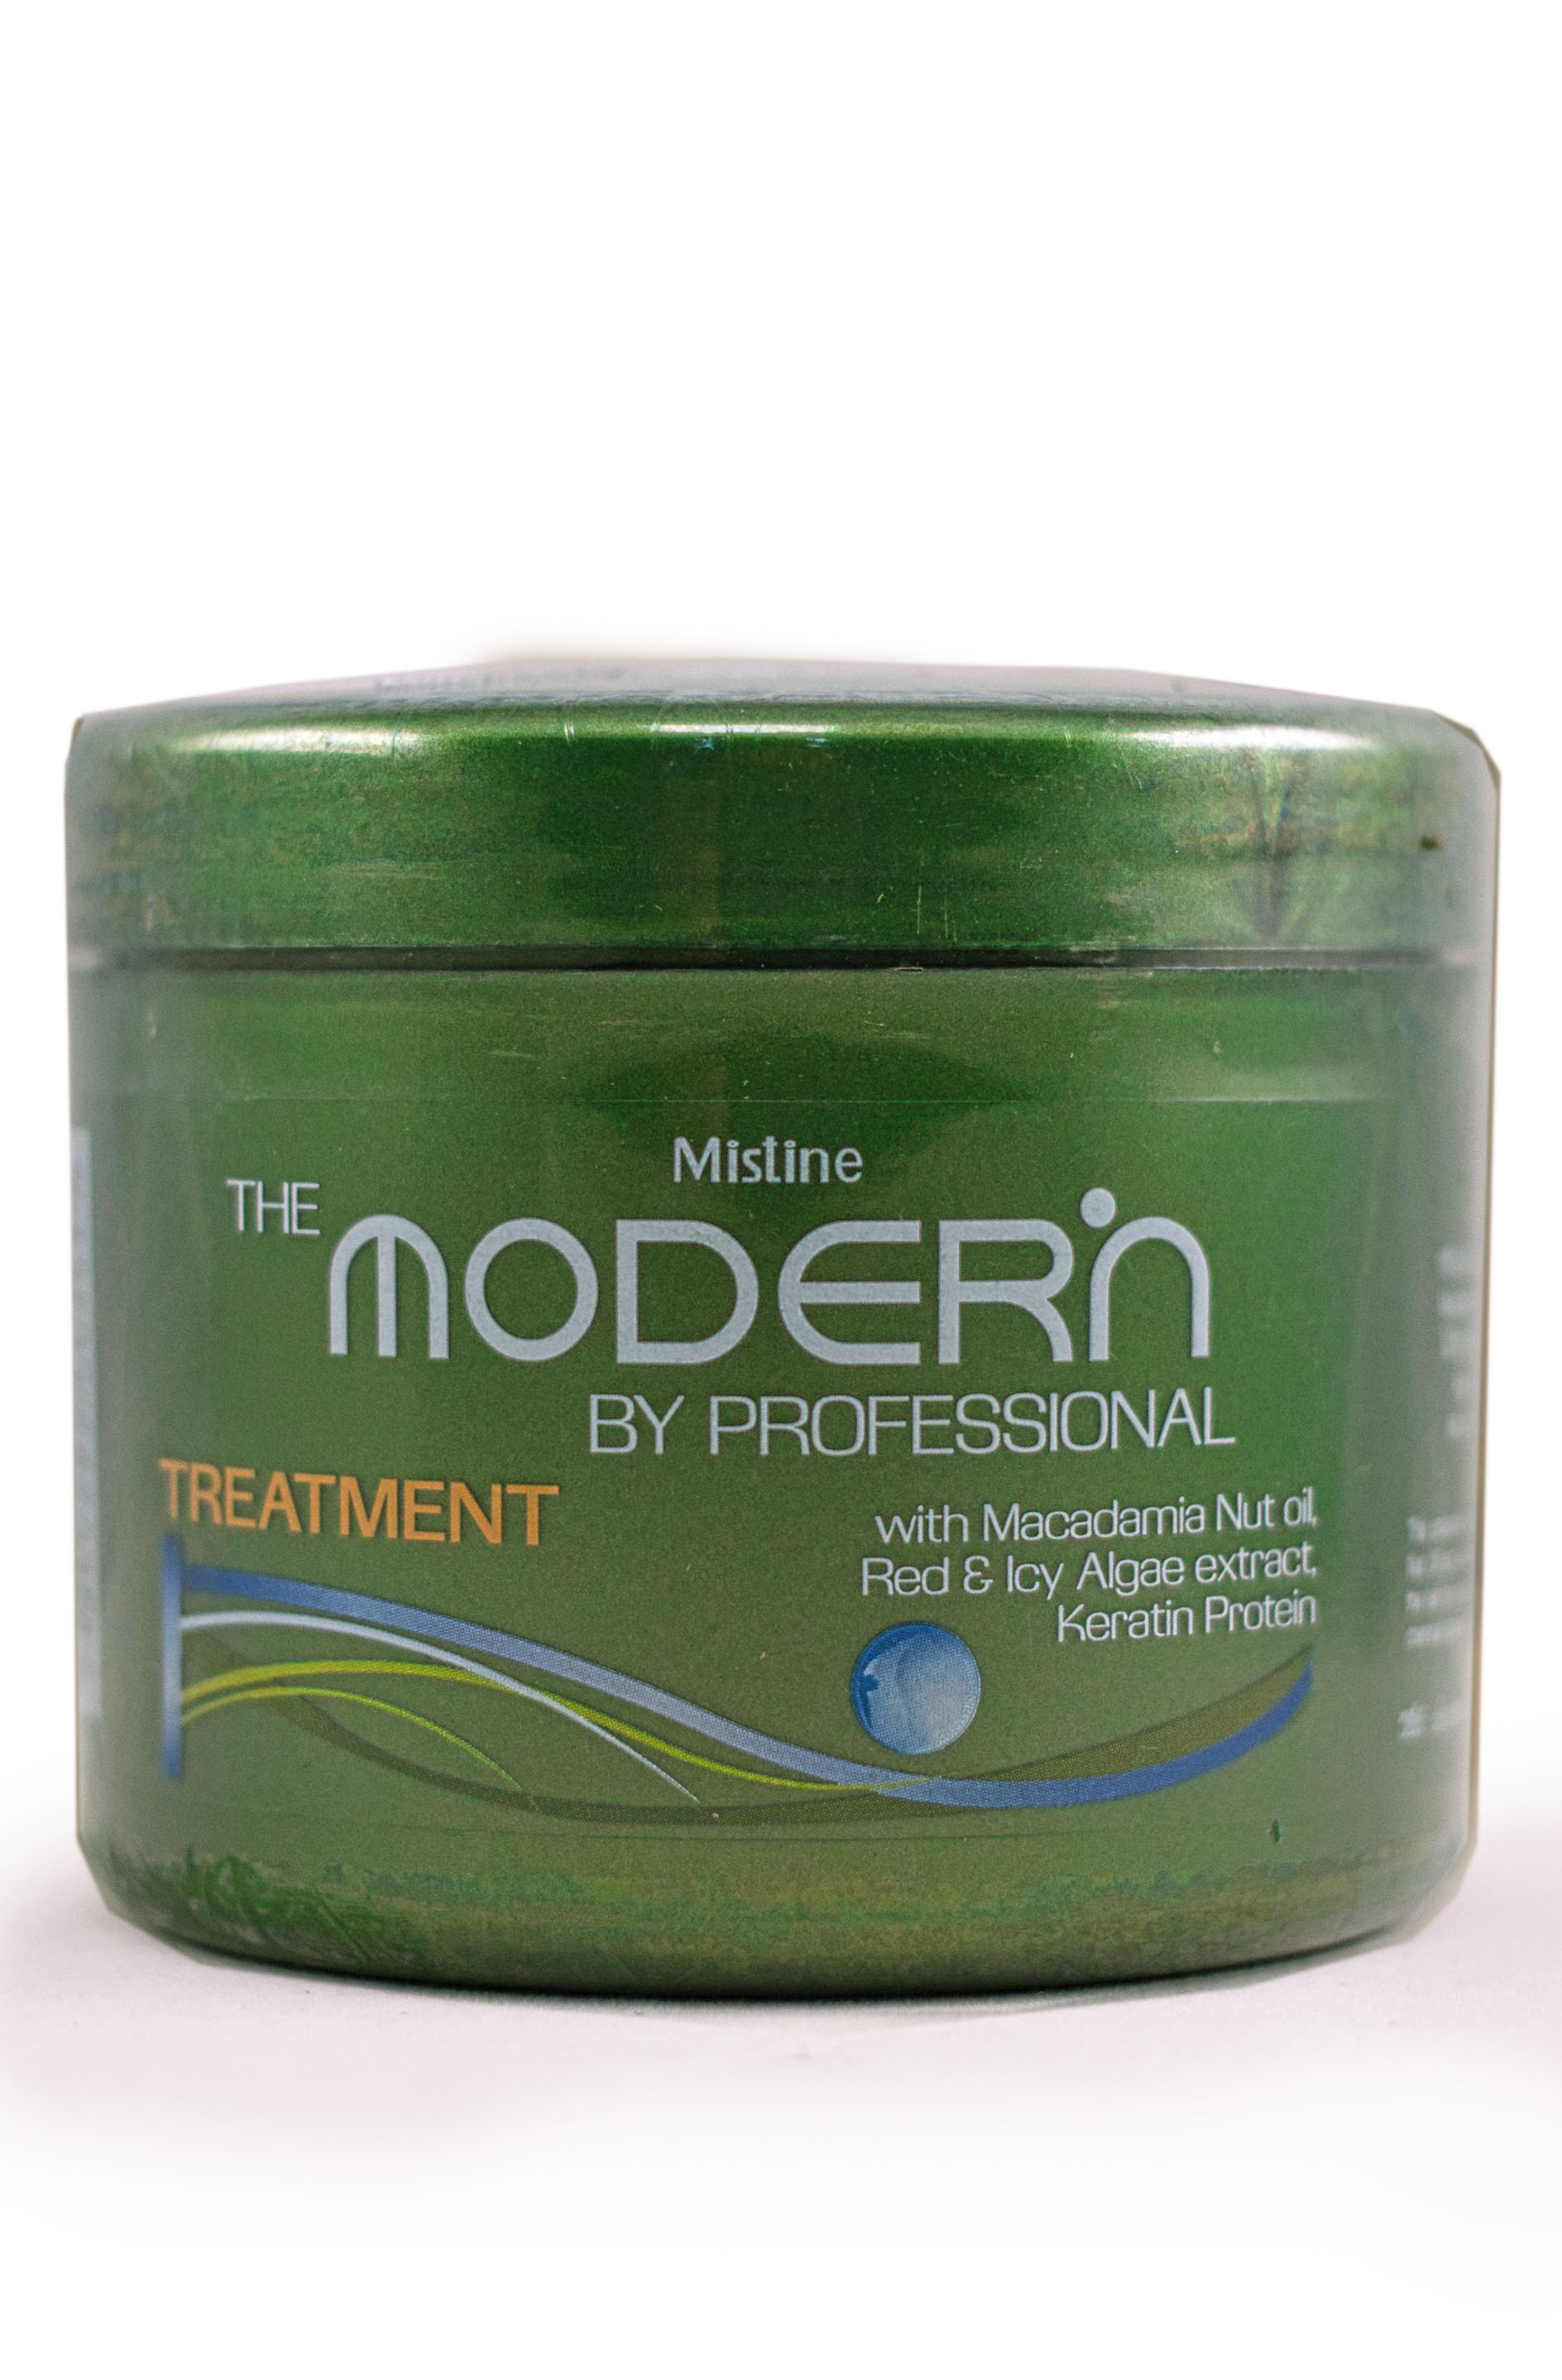 Mistine
THE MODERN
BY PROFESSIONAL
TREATMENT
with Macadamia Nut oil,
Red & Icy Algae extract,
Keratin Protein